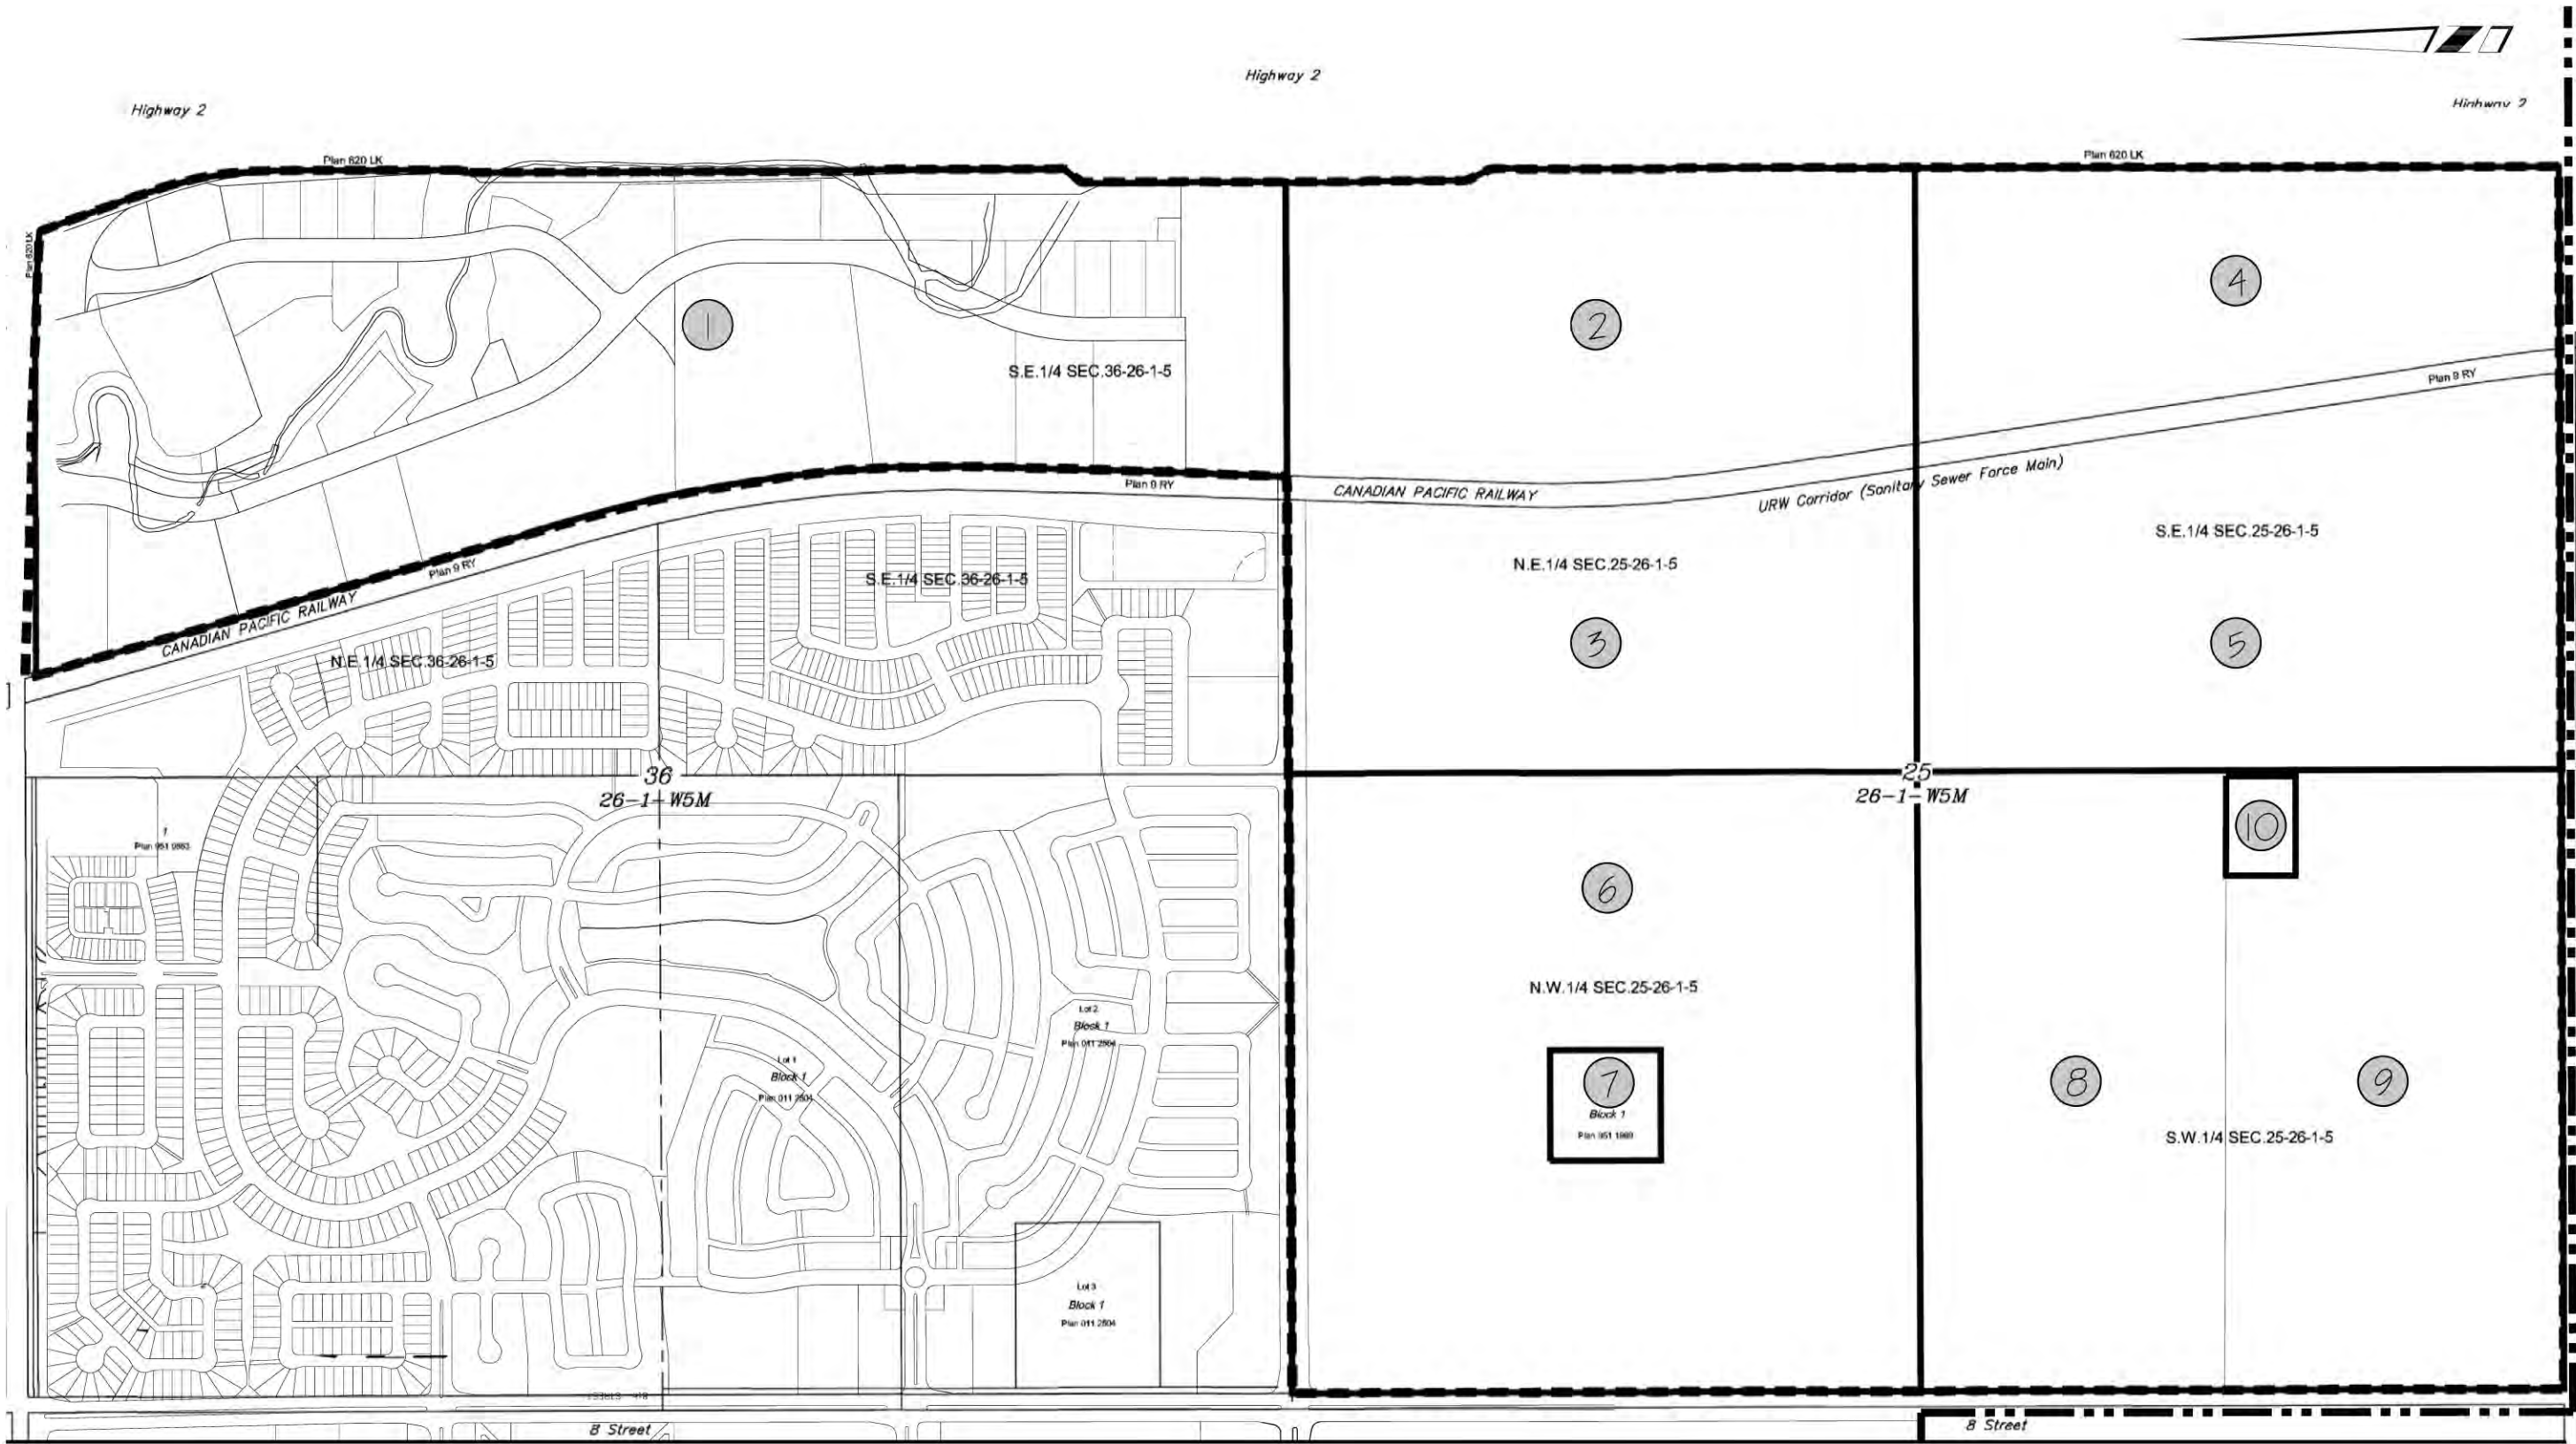 Highway 2
Highway 2
Highway 2
Plan 620 LK
Plan 620 LK
Plan 620 LK
4
1
2
S.E.1/4 SEC.36-26-1-5
Plan 9 RY
Plan 9 RY
CANADIAN PACIFIC RAILWAY
URW Corridor (Sanitary Sewer Force Main)
S.E.1/4 SEC.25-26-1-5
N.E.1/4 SEC.25-26-1-5
Plan 9 RY
S.E.1/4 SEC.36-26-1-5
CANADIAN PACIFIC RAILWAY
3
5
N.E.1/4 SEC.36-26-1-5
36
26-1-W5M
25
26-1-W5M
10
1
6
N.W.1/4 SEC.25-26-1-5
Lot 2
Block 1
Plan 011 2504
Lot 1
Block 1
Plan 011 2504
7
Block 1
8
9
S.W.1/4 SEC.25-26-1-5
Lot 3
Block 1
Plan 011 2504
8 Street
8 Street